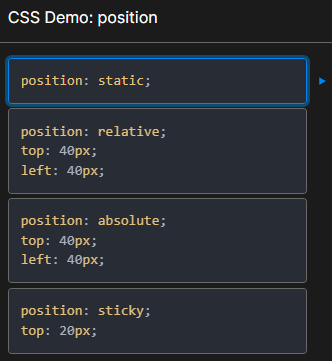 CSS Demo: position
position: static;
position: relative;
top: 40px;
left: 40px;
position: absolute;
top: 40px;
left: 40px;
position: sticky;
top: 20px;